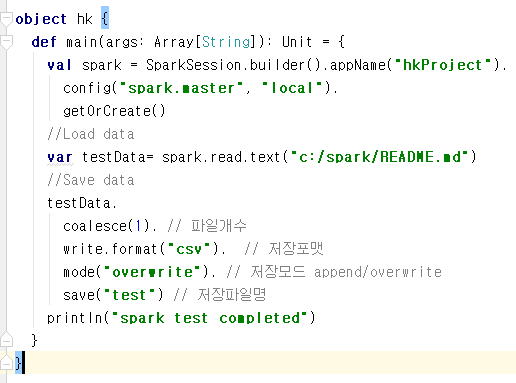 object hk {
  def main(args: Array[String]): Unit = {
    val spark = SparkSession.builder().appName("hkProject").
      config("spark.master", "local").
      getOrCreate()
    //Load data
    var testData= spark.read.text("c:/spark/README.md")
    //Save data
    testData.
      coalesce(1). // 파일개수
      write.format("csv").  // 저장포맷
      mode("overwrite"). // 저장모드 append/overwrite
      save("test") // 저장파일명
    println("spark test completed")
  }
}